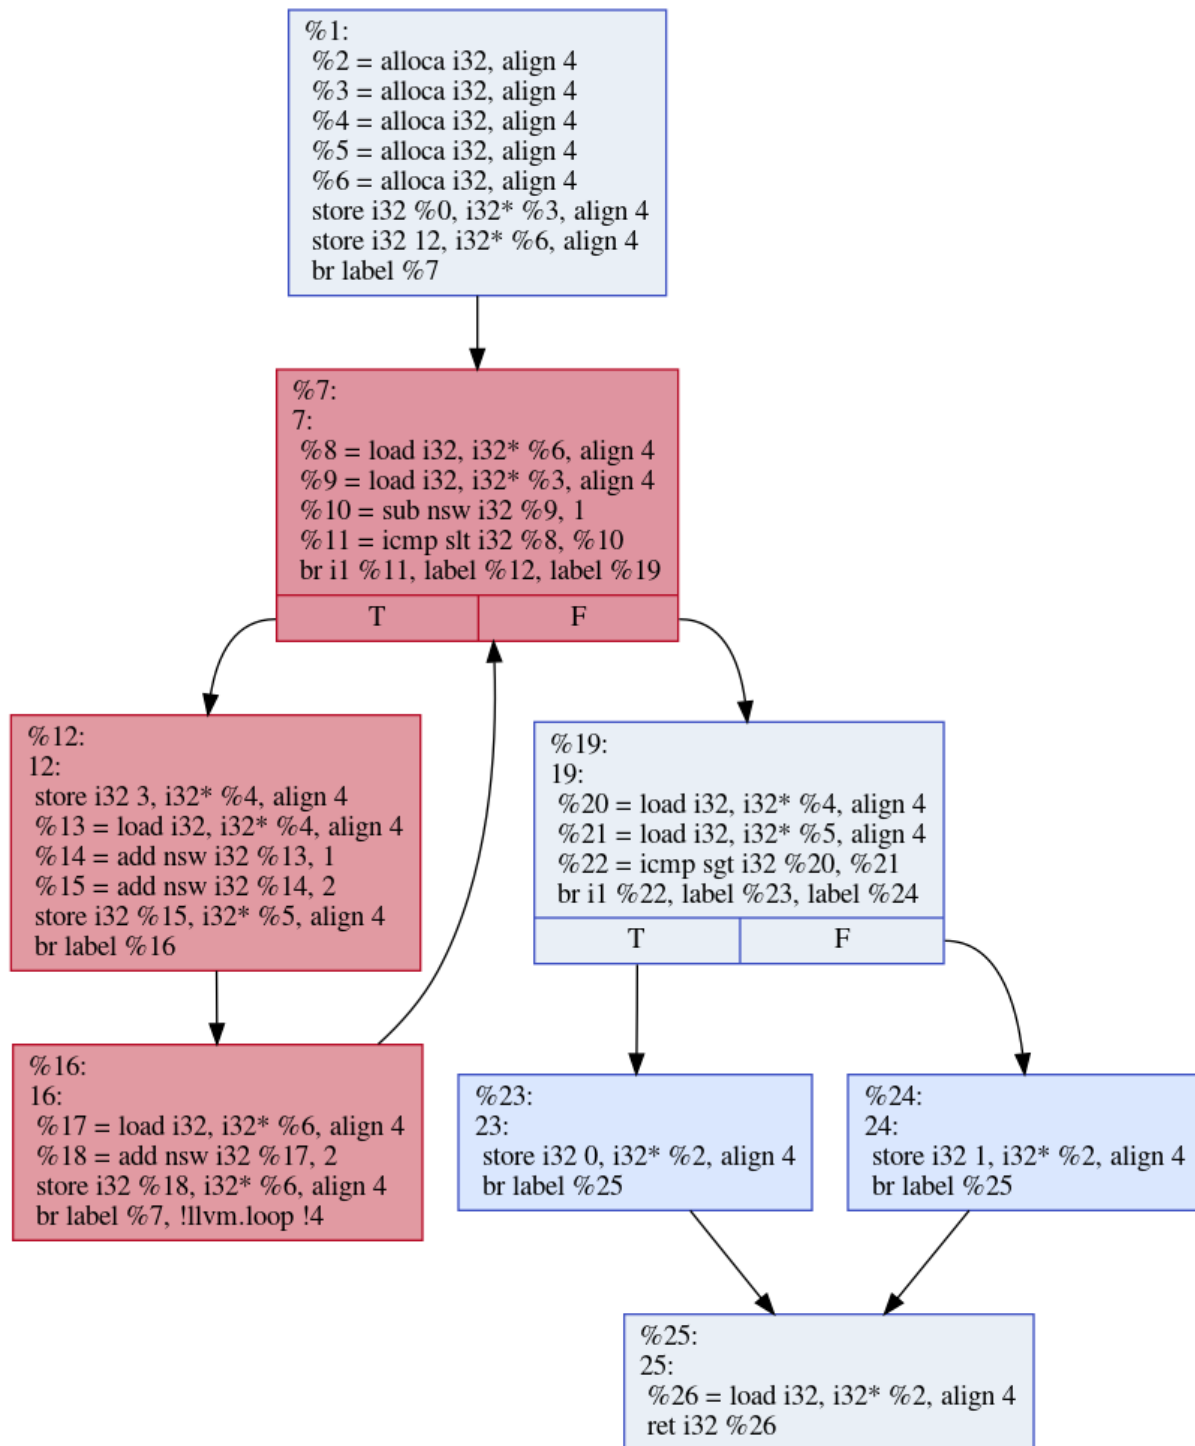 %1:
%2 = alloca i32, align 4
%3 = alloca i32, align 4
%4 = alloca i32, align 4
%5 = alloca i32, align 4
%6 = alloca i32, align 4
store i32 %0, i32* %3, align 4
store i32 12, i32* %6, align 4
br label %7
%7:
7:
%8 = load i32, i32* %6, align 4
%9 = load i32, i32* %3, align 4
%10 = sub nsw i32 %9, 1
%11 = icmp slt i32 %8, %10
br i1 %11, label %12, label %19
T
F
%12:
12:
store i32 3, i32* %4, align 4
%13 = load i32, i32* %4, align 4
%14 = add nsw i32 %13, 1
%15 = add nsw i32 %14, 2
store i32 %15, i32* %5, align 4
br label %16
%19:
19:
%20 = load i32, i32* %4, align 4
%21 = load i32, i32* %5, align 4
%22 = icmp sgt i32 %20, %21
br i1 %22, label %23, label %24
T
F
%16:
16:
%17 = load i32, i32* %6, align 4
%18 = add nsw i32 %17, 2
store i32 %18, i32* %6, align 4
br label %7, !llvm.loop !4
%23:
23:
store i32 0, i32* %2, align 4
br label %25
%24:
24:
store i32 1, i32* %2, align 4
br label %25
%25:
25:
%26 = load i32, i32* %2, align 4
ret i32 %26